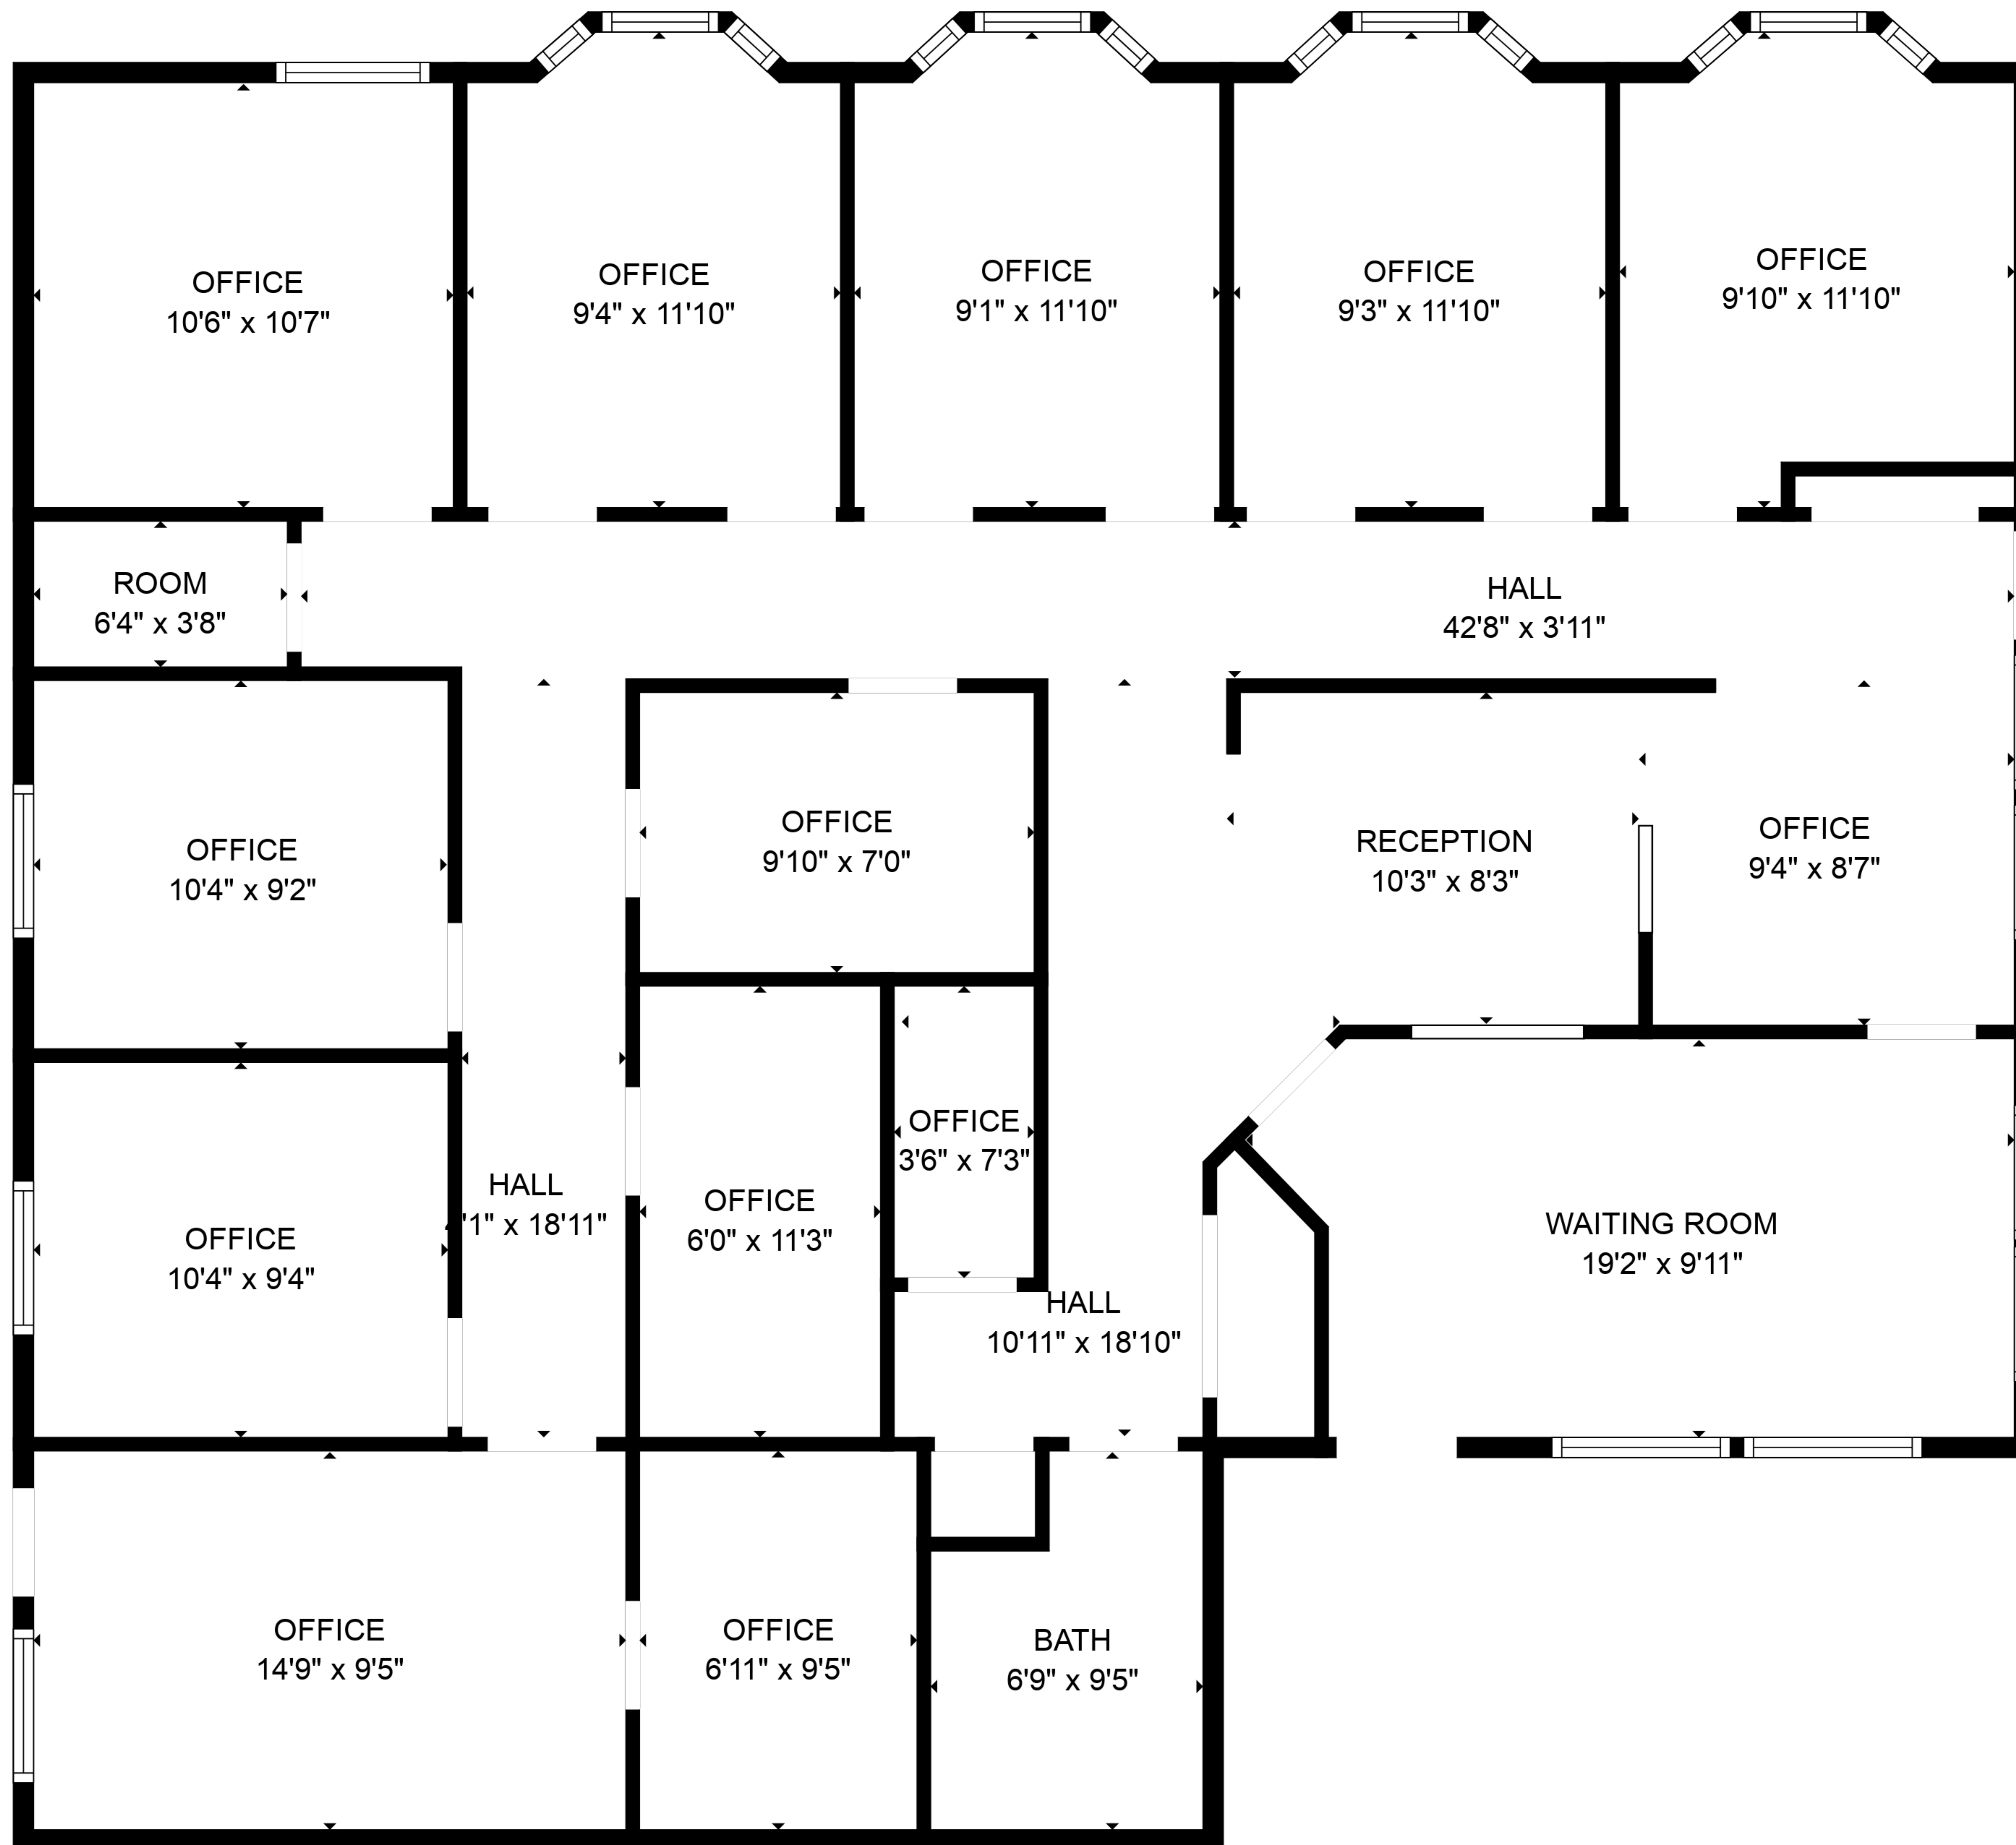 OFFICE
10'6" x 10'7"
OFFICE
9'4" x 11'10"
OFFICE
9'1" x 11'10"
OFFICE
9'3" x 11'10"
OFFICE
9'10" x 11'10"
ROOM
6'4" x 3'8"
HALL
42'8" x 3'11"
OFFICE
10'4" x 9'2"
OFFICE
9'10" x 7'0"
RECEPTION
10'3" x 8'3"
OFFICE
9'4" x 8'7"
OFFICE
10'4" x 9'4"
HALL
'1" x 18'11"
OFFICE
6'0" x 11'3"
OFFICE
3'6" x 7'3"
HALL
10'11" x 18'10"
WAITING ROOM
19'2" x 9'11"
OFFICE
14'9" x 9'5"
OFFICE
6'11" x 9'5"
BATH
6'9" x 9'5"